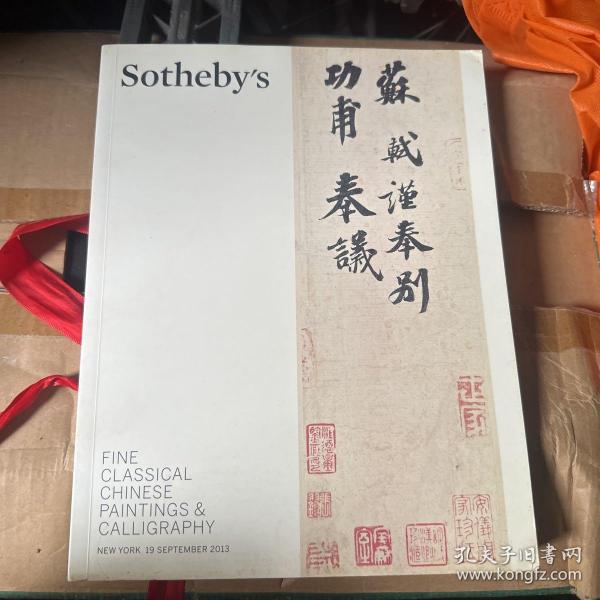 Sotheby's
蘇軾謹奉別
功甫奉議
FINE
CLASSICAL
CHINESE
PAINTINGS &
CALLIGRAPHY
NEW YORK 19 SEPTEMBER 2013
孔夫子旧书网
www.kongfz.com